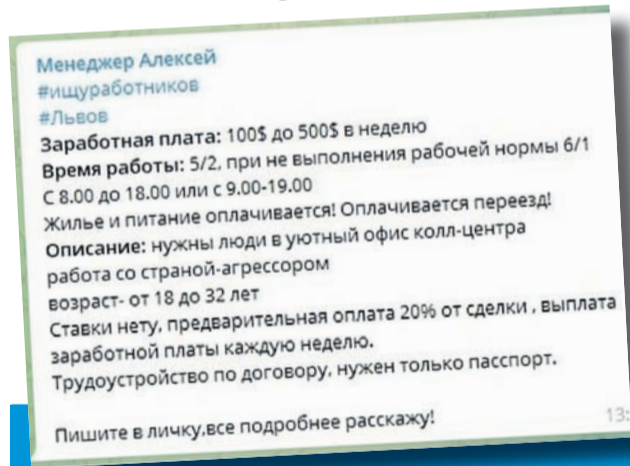 Менеджер Алексей
#ищуработников
#Львов
Заработная плата: 100$ до 500$ в неделю
Время работы: 5/2, при не выполнения рабочей нормы 6/1
С 8.00 до 18.00 или с 9.00-19.00
Жилье и питание оплачивается! Оплачивается переезд!
Описание: нужны люди в уютный офис колл-центра
работа со страной-агрессором
возраст- от 18 до 32 лет
Ставки нету, предварительная оплата 20% от сделки , выплата
заработной платы каждую неделю.
Трудоустройство по договору, нужен только пасспорт.
Пишите в личку,все подробнее расскажу!
13: